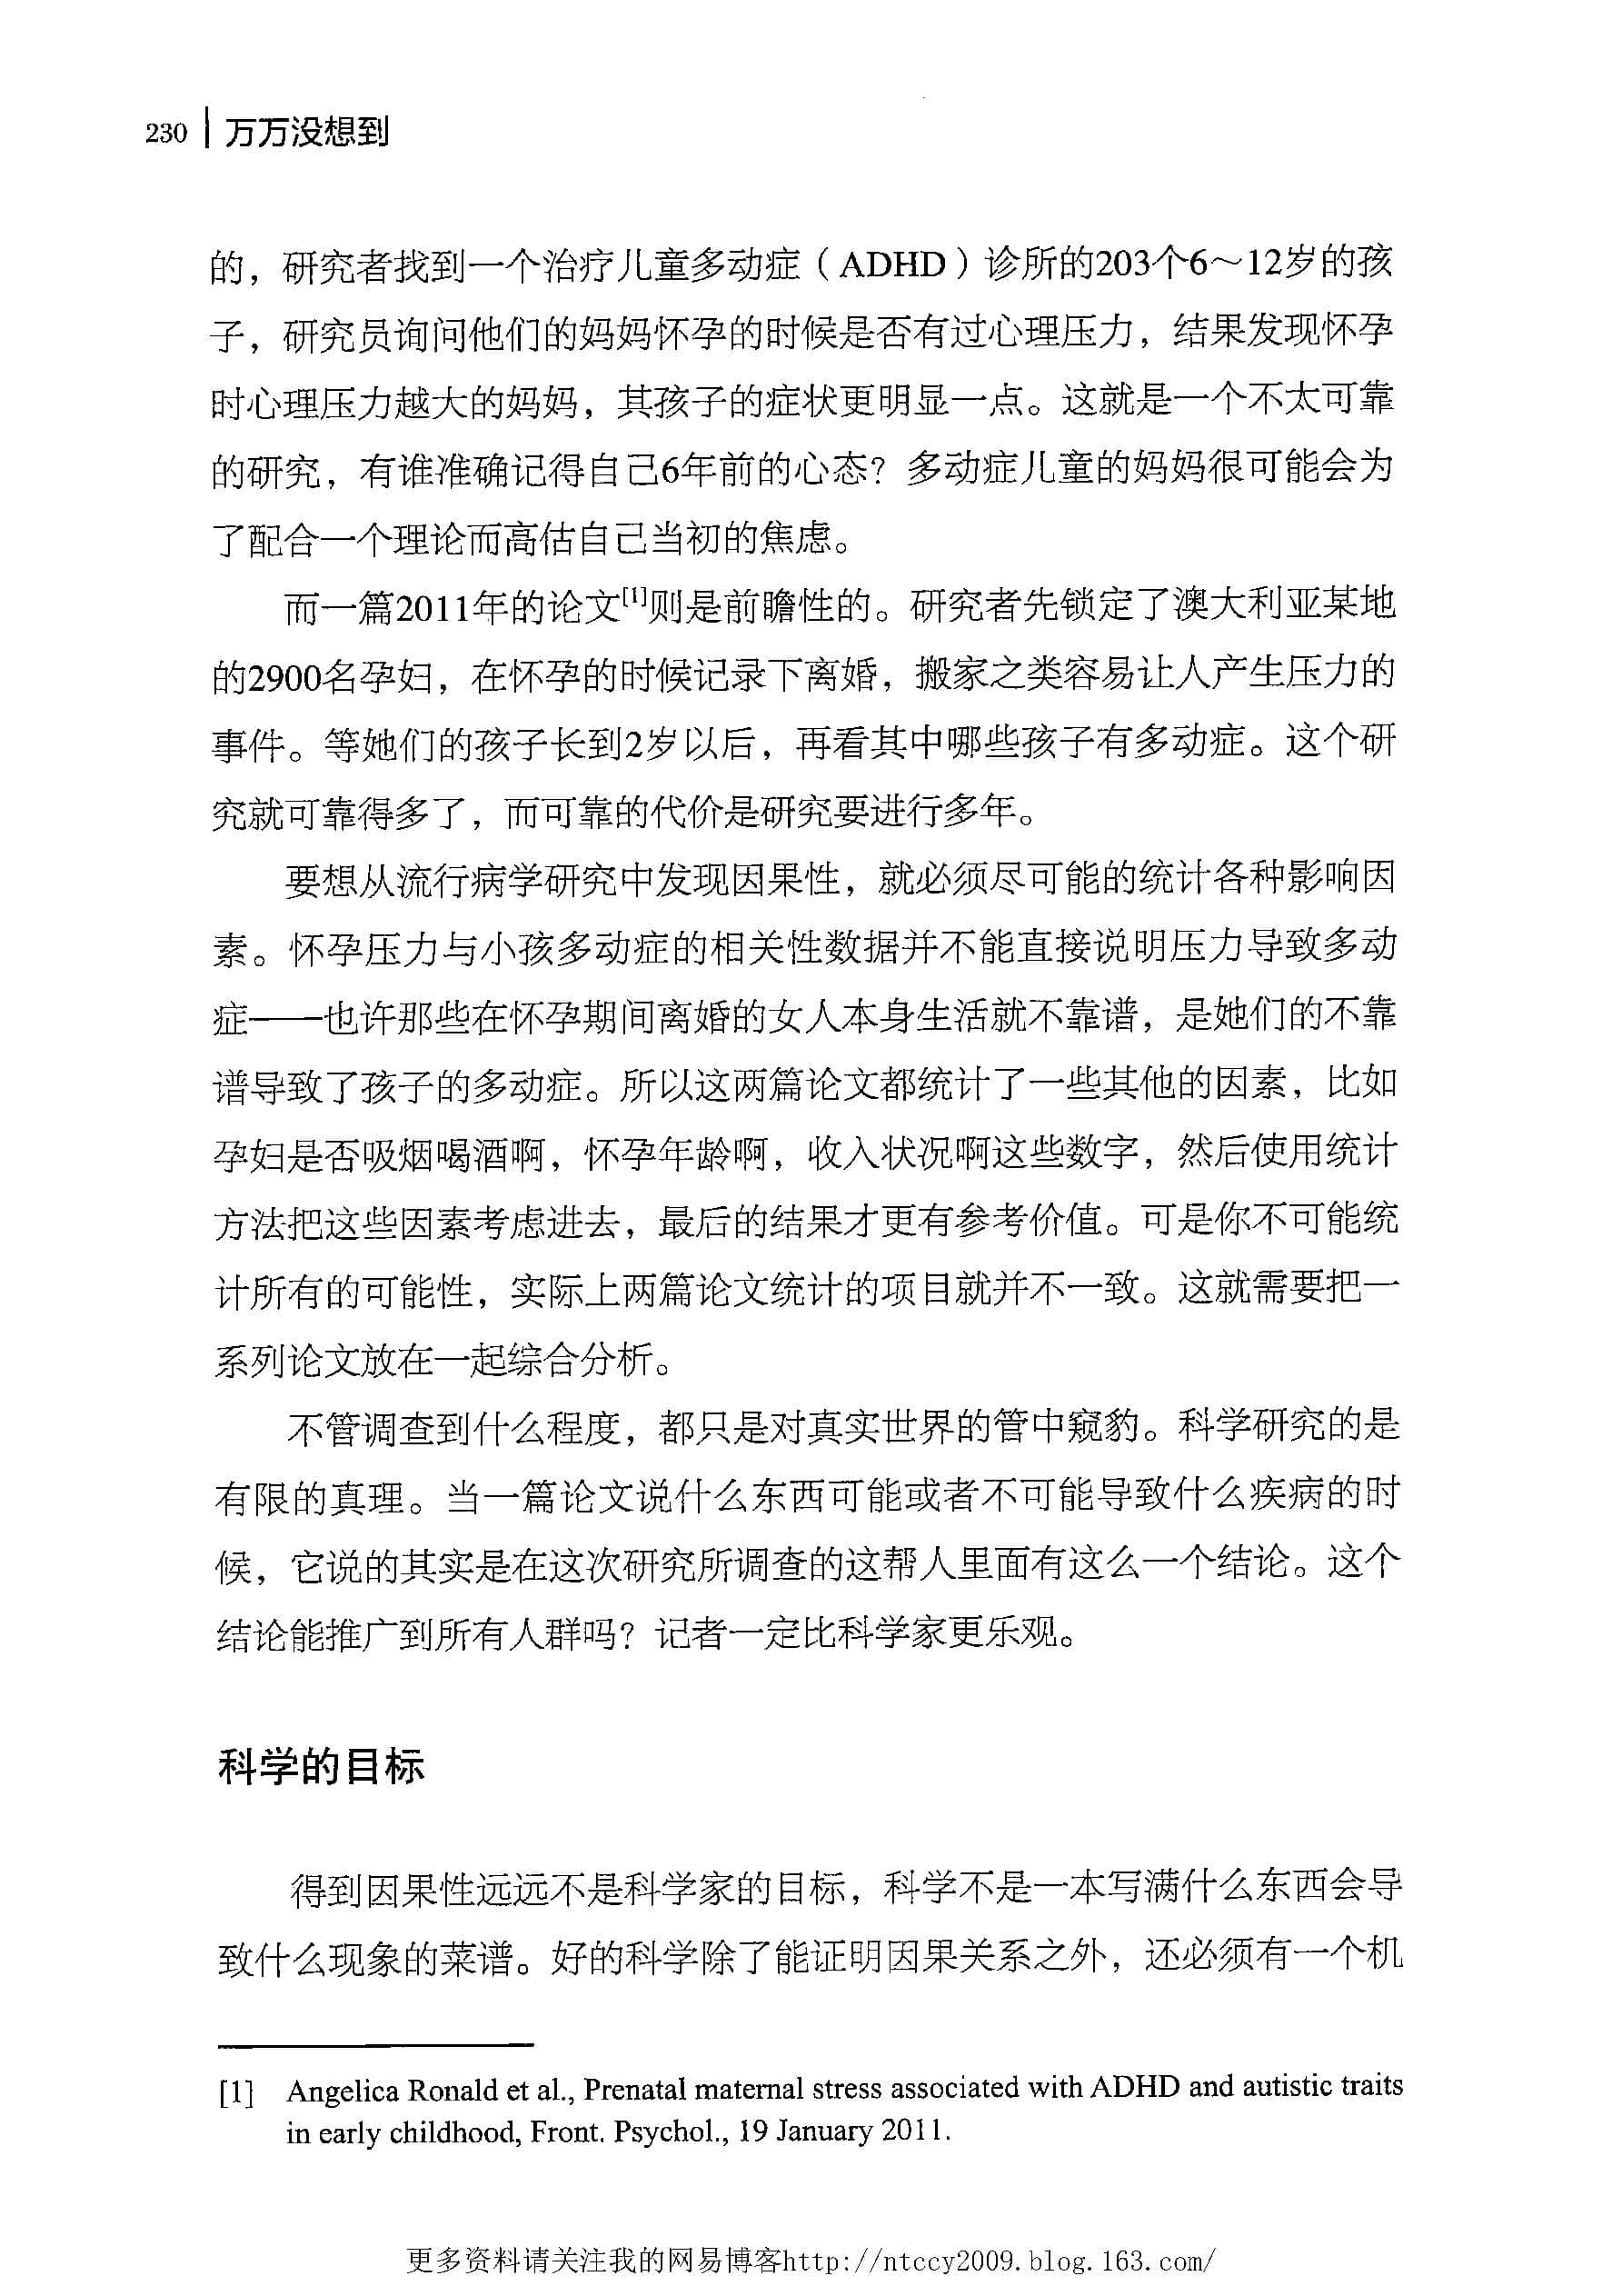 230 | 万万没想到
的，研究者找到一个治疗儿童多动症（ADHD）诊所的203个6～12岁的孩
子，研究员询问他们的妈妈怀孕的时候是否有过心理压力，结果发现怀孕
时心理压力越大的妈妈，其孩子的症状更明显一点。这就是一个不太可靠
的研究，有谁准确记得自己6年前的心态？多动症儿童的妈妈很可能会为
了配合一个理论而高估自己当初的焦虑。
而一篇2011年的论文[1]则是前瞻性的。研究者先锁定了澳大利亚某地
的2900名孕妇，在怀孕的时候记录下离婚，搬家之类容易让人产生压力的
事件。等她们的孩子长到2岁以后，再看其中哪些孩子有多动症。这个研
究就可靠得多了，而可靠的代价是研究要进行多年。
要想从流行病学研究中发现因果性，就必须尽可能的统计各种影响因
素。怀孕压力与小孩多动症的相关性数据并不能直接说明压力导致多动
症——也许那些在怀孕期间离婚的女人本身生活就不靠谱，是她们的不靠
谱导致了孩子的多动症。所以这两篇论文都统计了一些其他的因素，比如
孕妇是否吸烟喝酒啊，怀孕年龄啊，收入状况啊这些数字，然后使用统计
方法把这些因素考虑进去，最后的结果才更有参考价值。可是你不可能统
计所有的可能性，实际上两篇论文统计的项目就并不一致。这就需要把一
系列论文放在一起综合分析。
不管调查到什么程度，都只是对真实世界的管中窥豹。科学研究的是
有限的真理。当一篇论文说什么东西可能或者不可能导致什么疾病的时
候，它说的其实是在这次研究所调查的这帮人里面有这么一个结论。这个
结论能推广到所有人群吗？记者一定比科学家更乐观。
科学的目标
得到因果性远远不是科学家的目标，科学不是一本写满什么东西会导
致什么现象的菜谱。好的科学除了能证明因果关系之外，还必须有一个机
[1] Angelica Ronald et al., Prenatal maternal stress associated with ADHD and autistic traits
in early childhood, Front. Psychol., 19 January 2011.
更多资料请关注我的网易博客http://ntccy2009.blog.163.com/